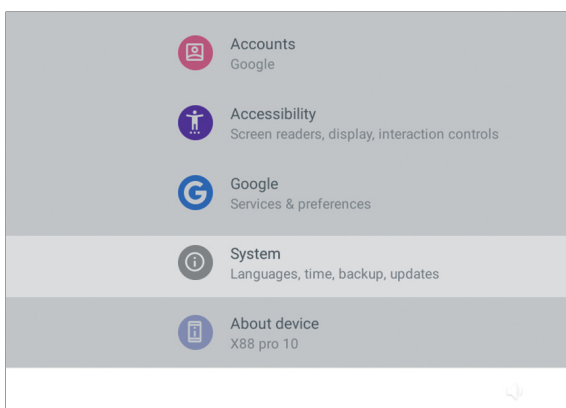 Accounts
Google
Accessibility
Screen readers, display, interaction controls
Google
Services & preferences
System
Languages, time, backup, updates
About device
X88 pro 10